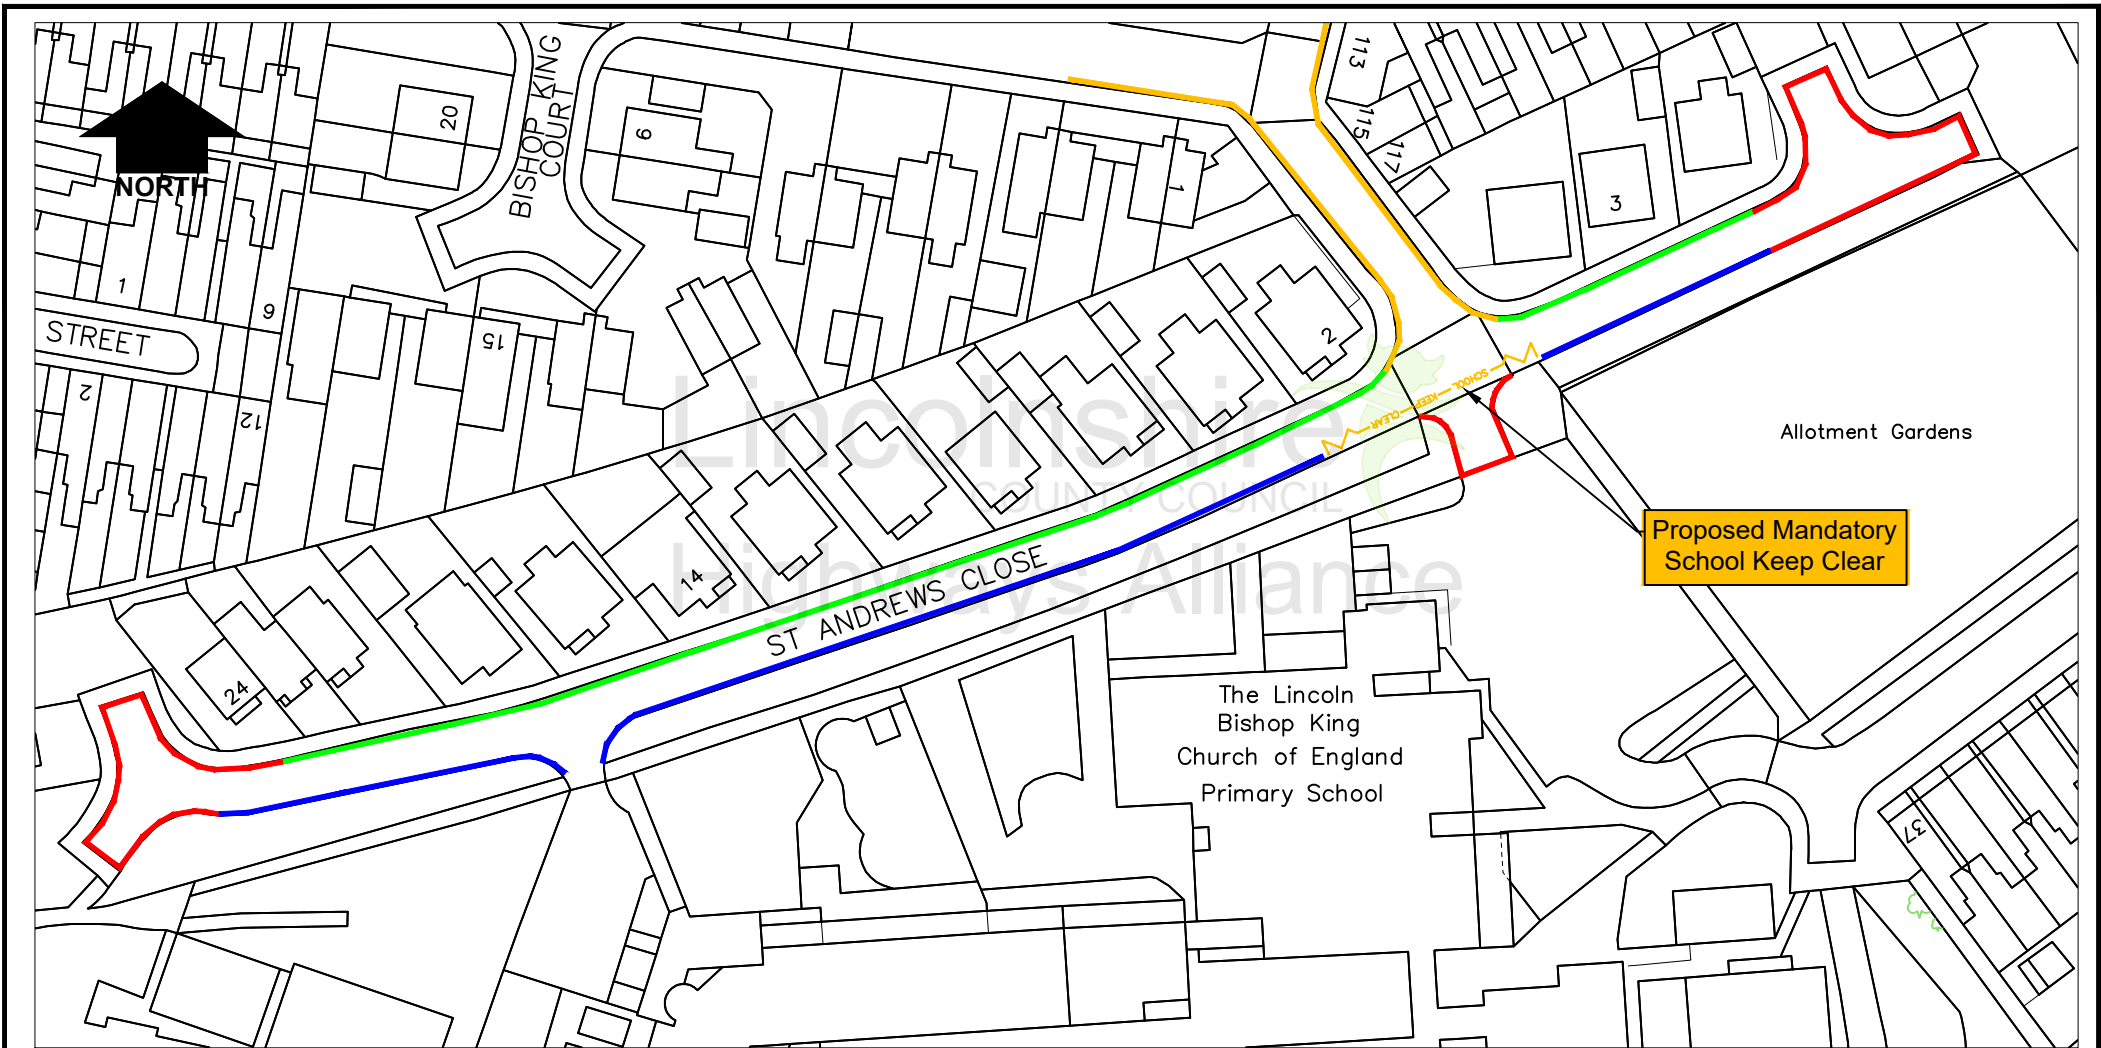 NORTH
BISHOP KING
COURT
20
9
1
113
115
117
3
STREET
1
9
2
12
15
2
SCHOOL KEEP CLEAR
Lincolnshire
COUNTY COUNCIL
Highways Alliance
Allotment Gardens
Proposed Mandatory
School Keep Clear
14
ST ANDREWS CLOSE
24
The Lincoln
Bishop King
Church of England
Primary School
37